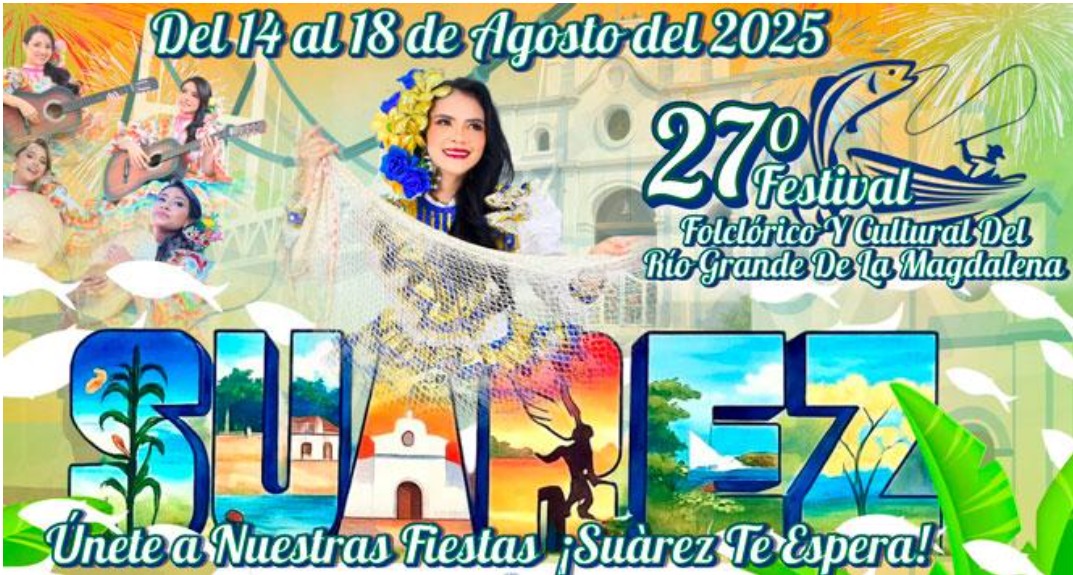 Del 14 al 18 de Agosto del 2025
27º
Festival
Folclórico Y Cultural Del
Río Grande De La Magdalena
SUAREZ
Únete a Nuestras Fiestas ¡Suàrez Te Espera!